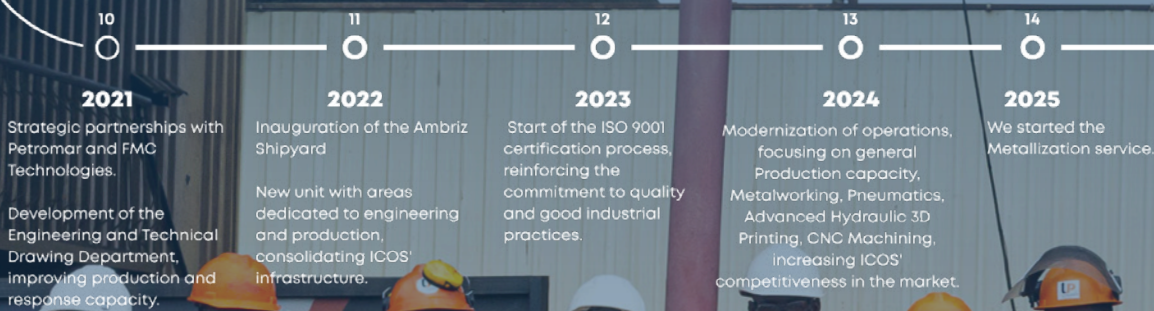 10
2021
Strategic partnerships with
Petromar and FMC
Technologies.
Development of the
Engineering and Technical
Drawing Department,
improving production and
response capacity.
11
2022
Inauguration of the Ambriz
Shipyard
New unit with areas
dedicated to engineering
and production,
consolidating ICOS'
infrastructure.
12
2023
Start of the ISO 9001
certification process,
reinforcing the
commitment to quality
and good industrial
practices.
13
2024
Modernization of operations,
focusing on general
Production capacity,
Metalworking, Pneumatics,
Advanced Hydraulic 3D
Printing, CNC Machining,
increasing ICOS'
competitiveness in the market.
14
2025
We started the
Metallization service.